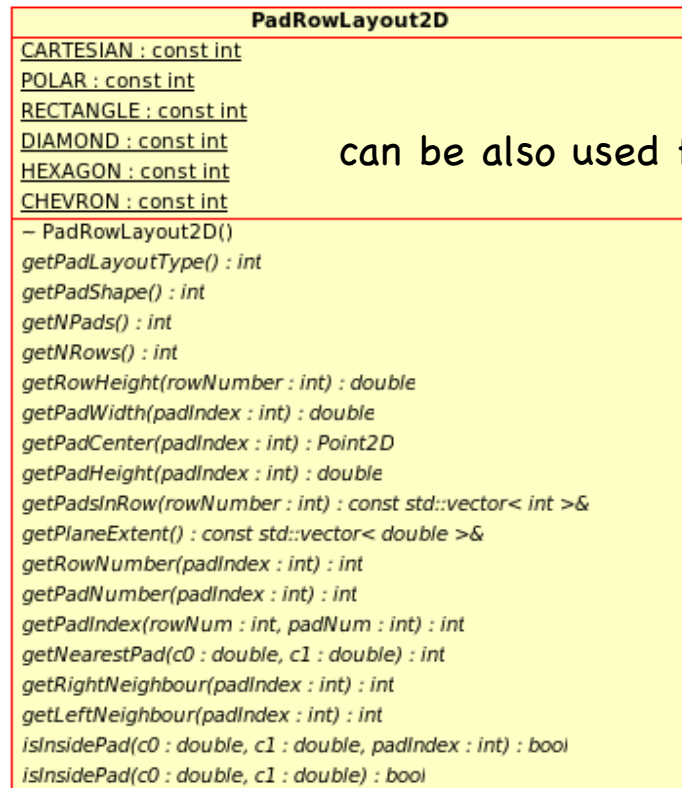 PadRowLayout2D
CARTESIAN : const int
POLAR : const int
RECTANGLE : const int
DIAMOND : const int
HEXAGON : const int
CHEVRON : const int
can be also used
~ PadRowLayout2D()
getPadLayoutType() : int
getPadShape() : int
getNPads() : int
getNRows() : int
getRowHeight(rowNumber : int) : double
getPadWidth(padIndex : int) : double
getPadCenter(padIndex : int) : Point2D
getPadHeight(padIndex : int) : double
getPadsInRow(rowNumber : int) : const std::vector< int >&
getPlaneExtent() : const std::vector< double >&
getRowNumber(padIndex : int) : int
getPadNumber(padIndex : int) : int
getPadIndex(rowNum : int, padNum : int) : int
getNearestPad(c0 : double, c1 : double) : int
getRightNeighbour(padIndex : int) : int
getLeftNeighbour(padIndex : int) : int
isInsidePad(c0 : double, c1 : double, padIndex : int) : bool
isInsidePad(c0 : double, c1 : double) : bool